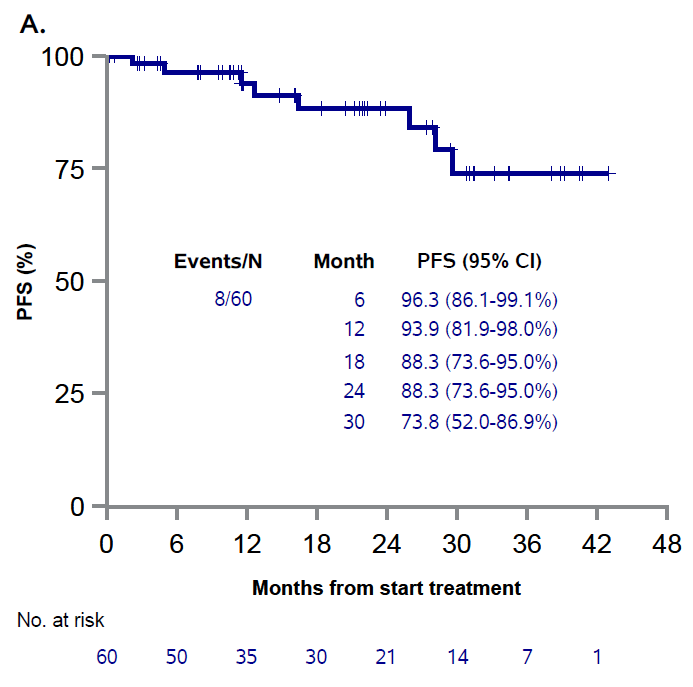 A.
100
75
50
25
0
PFS (%)
Events/N Month PFS (95% CI)
8/60 6 96.3 (86.1-99.1%)
12 93.9 (81.9-98.0%)
18 88.3 (73.6-95.0%)
24 88.3 (73.6-95.0%)
30 73.8 (52.0-86.9%)
0 6 12 18 24 30 36 42 48
Months from start treatment
No. at risk
60 50 35 30 21 14 7 1